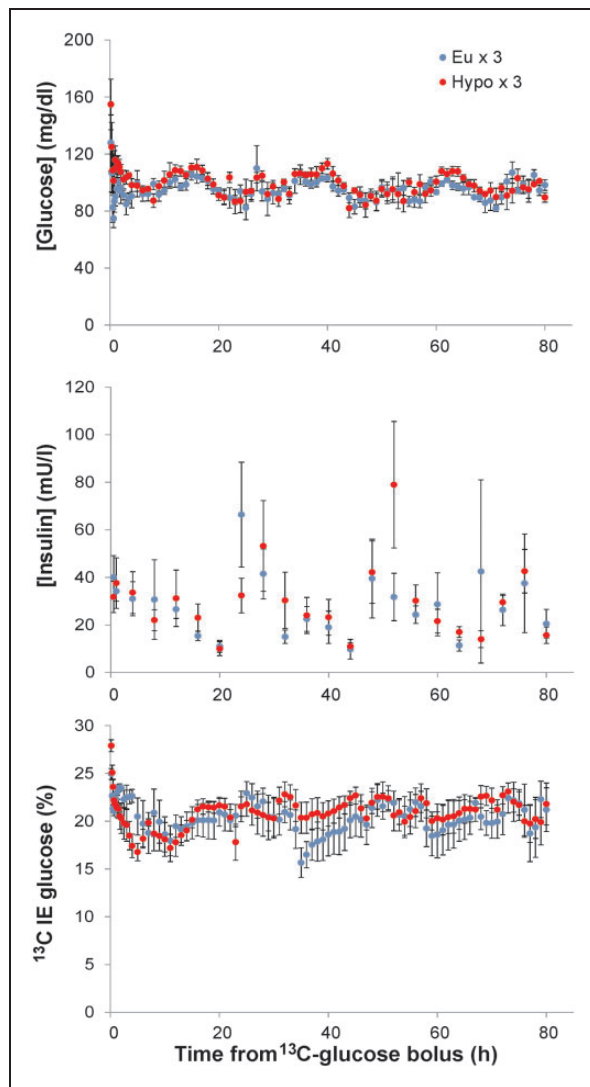 200
160
120
80
40
0
[Glucose] (mg/dl)
Eu x 3
Hypo x 3
0 20 40 60 80
120
100
80
60
40
20
0
[Insulin] (mU/l)
0 20 40 60 80
30
25
20
15
10
5
0
¹³C IE glucose (%)
0 20 40 60 80
Time from¹³C-glucose bolus (h)